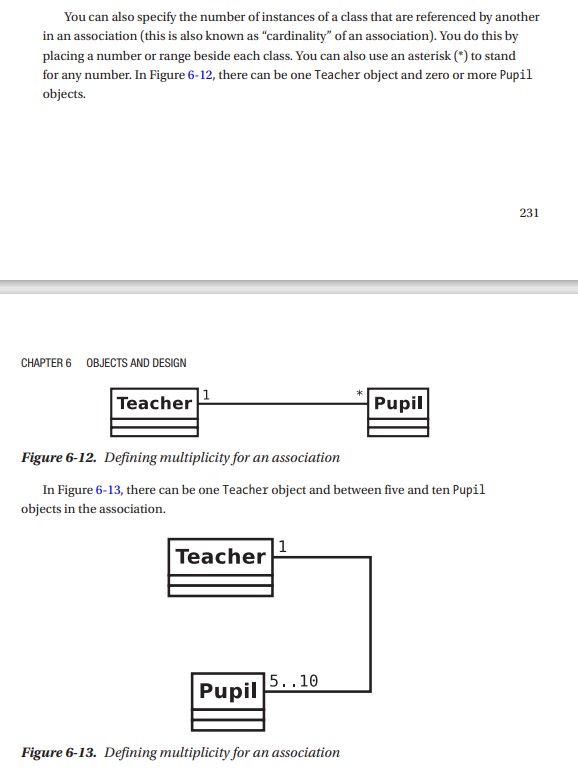 You can also specify the number of instances of a class that are referenced by another
in an association (this is also known as “cardinality” of an association). You do this by
placing a number or range beside each class. You can also use an asterisk (*) to stand
for any number. In Figure 6-12, there can be one Teacher object and zero or more Pupil
objects.
231
CHAPTER 6 OBJECTS AND DESIGN
Teacher 1 * Pupil
Figure 6-12. Defining multiplicity for an association
In Figure 6-13, there can be one Teacher object and between five and ten Pupil
objects in the association.
Teacher 1
Pupil 5..10
Figure 6-13. Defining multiplicity for an association